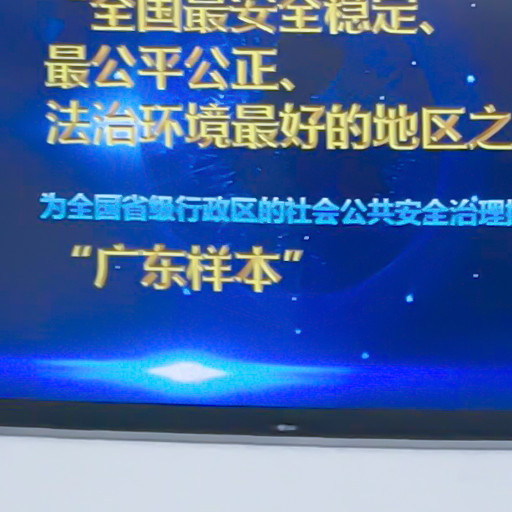 “全国最安全稳定、
最公平公正、
法治环境最好的地区之
为全国省级行政区的社会公共安全治理
“广东样本”